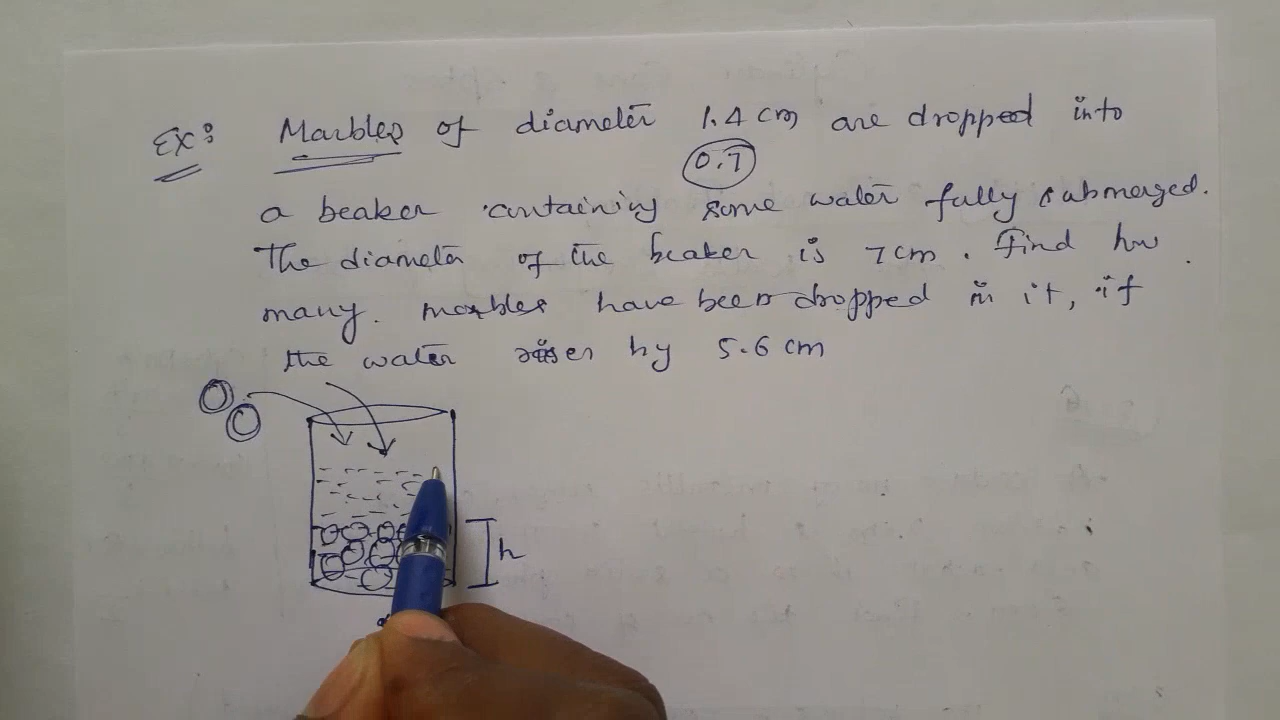 Ex: Marbles of diameter 1.4 cm are dropped into
0.7
a beaker containing some water fully submerged.
The diameter of the beaker is 7 cm. Find how
many. marbles have been dropped in it, if
the water rises by 5.6 cm
h